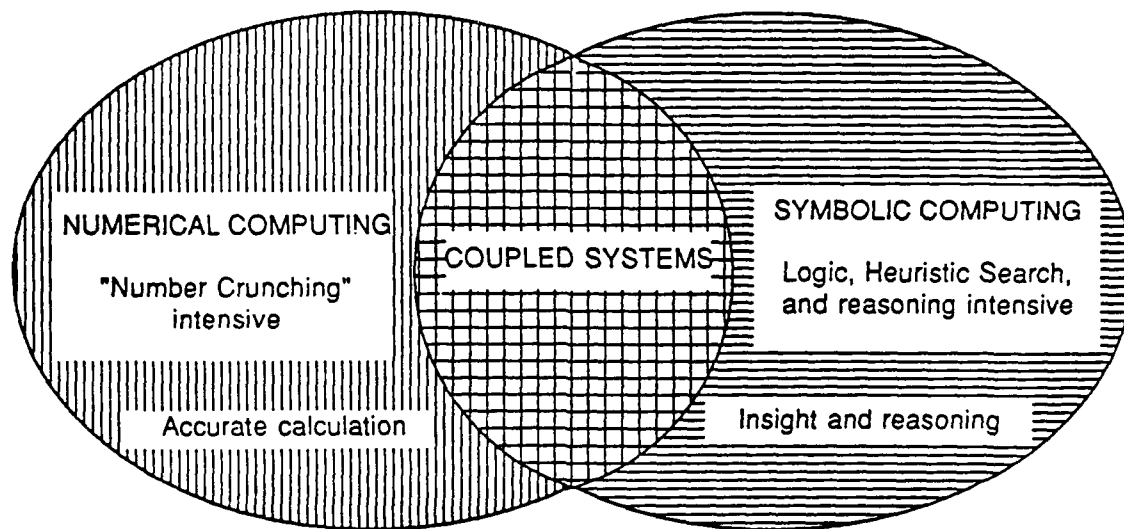 NUMERICAL COMPUTING
"Number Crunching"
intensive
Accurate calculation
COUPLED SYSTEMS
SYMBOLIC COMPUTING
Logic, Heuristic Search,
and reasoning intensive
Insight and reasoning